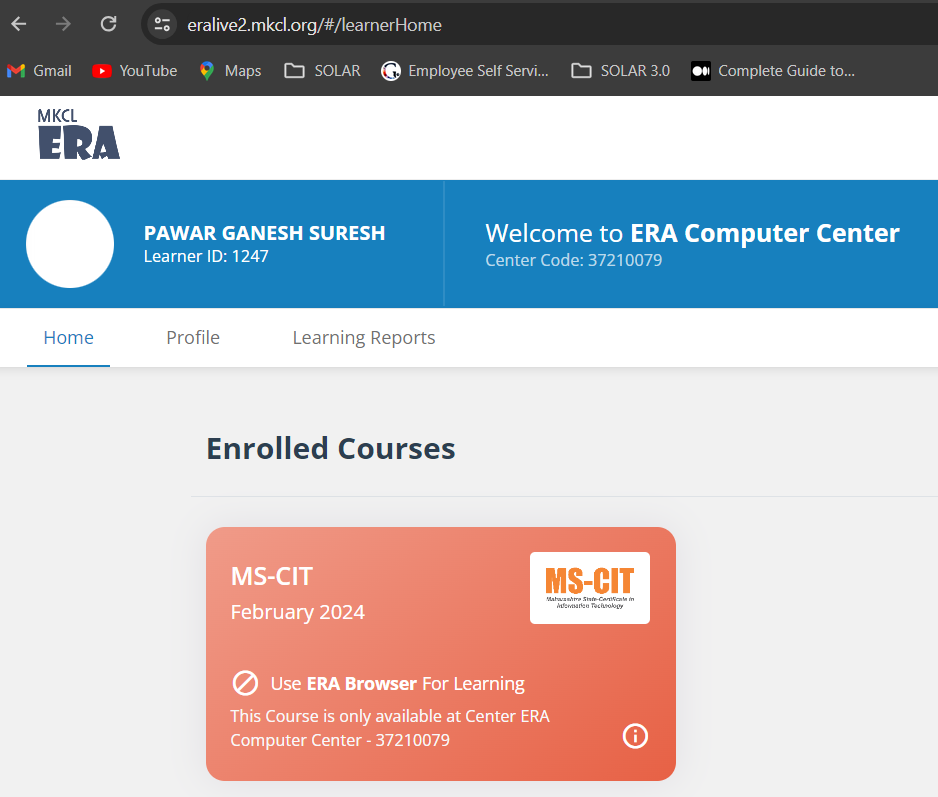 eralive2.mkcl.org/#/learnerHome
Gmail YouTube Maps SOLAR Employee Self Servi... SOLAR 3.0 Complete Guide to...
MKCL
ERA
PAWAR GANESH SURESH
Learner ID: 1247
Welcome to ERA Computer Center
Center Code: 37210079
Home Profile Learning Reports
Enrolled Courses
MS-CIT
February 2024
MS-CIT
Maharashtra State-Certificate in
Information Technology
Use ERA Browser For Learning
This Course is only available at Center ERA
Computer Center - 37210079